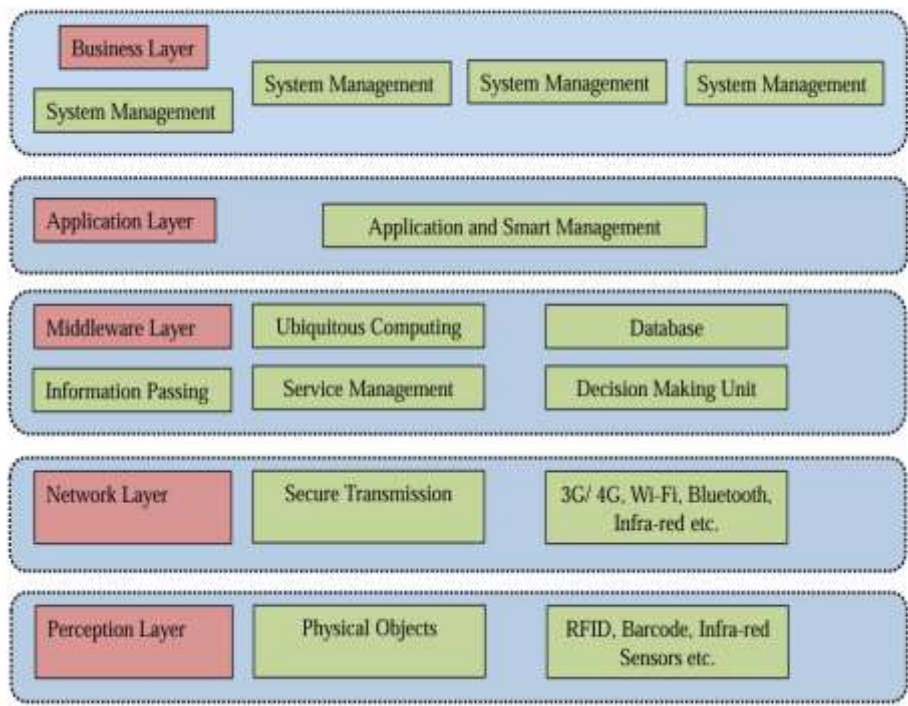 Business Layer
System Management
System Management
System Management
System Management
Application Layer
Application and Smart Management
Middleware Layer
Ubiquitous Computing
Database
Information Passing
Service Management
Decision Making Unit
Network Layer
Secure Transmission
3G/ 4G, Wi-Fi, Bluetooth,
Infra-red etc.
Perception Layer
Physical Objects
RFID, Barcode, Infra-red
Sensors etc.